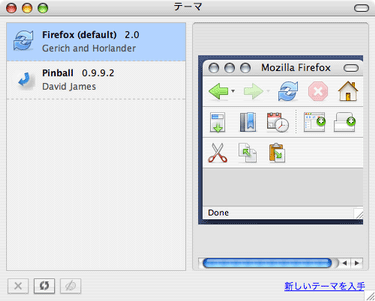 テーマ
Firefox (default) 2.0
Gerich and Horlander
Pinball 0.9.9.2
David James
Mozilla Firefox
Done
新しいテーマを入手